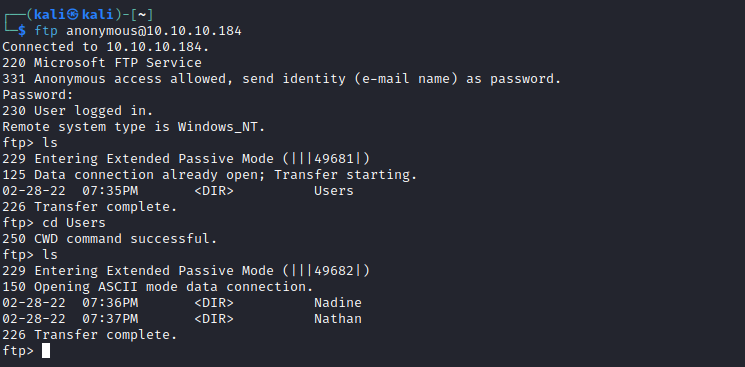 ┌──(kali㉿kali)-[~]
└─$ ftp anonymous@10.10.10.184
Connected to 10.10.10.184.
220 Microsoft FTP Service
331 Anonymous access allowed, send identity (e-mail name) as password.
Password:
230 User logged in.
Remote system type is Windows_NT.
ftp> ls
229 Entering Extended Passive Mode (|||49681|)
125 Data connection already open; Transfer starting.
02-28-22  07:35PM       <DIR>          Users
226 Transfer complete.
ftp> cd Users
250 CWD command successful.
ftp> ls
229 Entering Extended Passive Mode (|||49682|)
150 Opening ASCII mode data connection.
02-28-22  07:36PM       <DIR>          Nadine
02-28-22  07:37PM       <DIR>          Nathan
226 Transfer complete.
ftp>